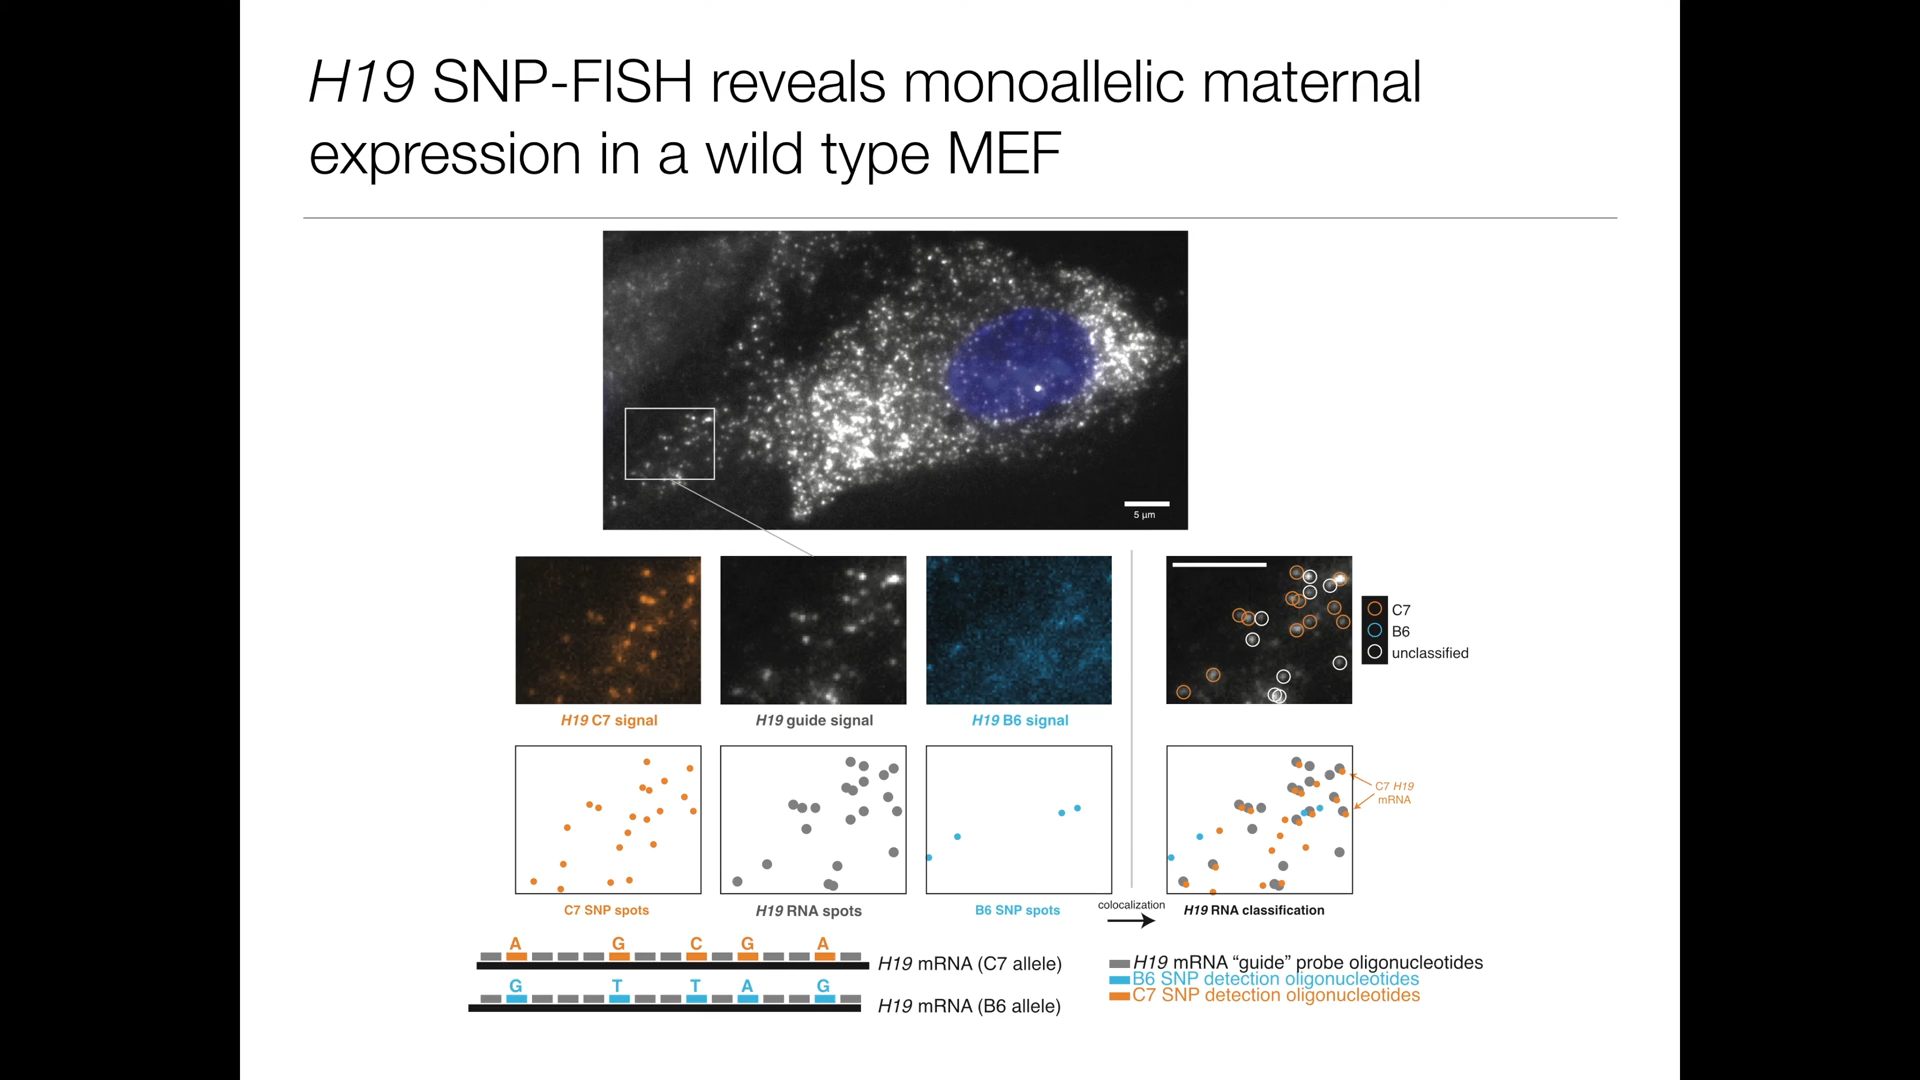 H19 SNP-FISH reveals monoallelic maternal
expression in a wild type MEF
5 µm
C7
B6
unclassified
H19 C7 signal
H19 guide signal
H19 B6 signal
C7 H19
mRNA
C7 SNP spots
H19 RNA spots
B6 SNP spots
colocalization
H19 RNA classification
A G C G A
H19 mRNA (C7 allele)
G T T A G
H19 mRNA (B6 allele)
H19 mRNA “guide” probe oligonucleotides
B6 SNP detection oligonucleotides
C7 SNP detection oligonucleotides